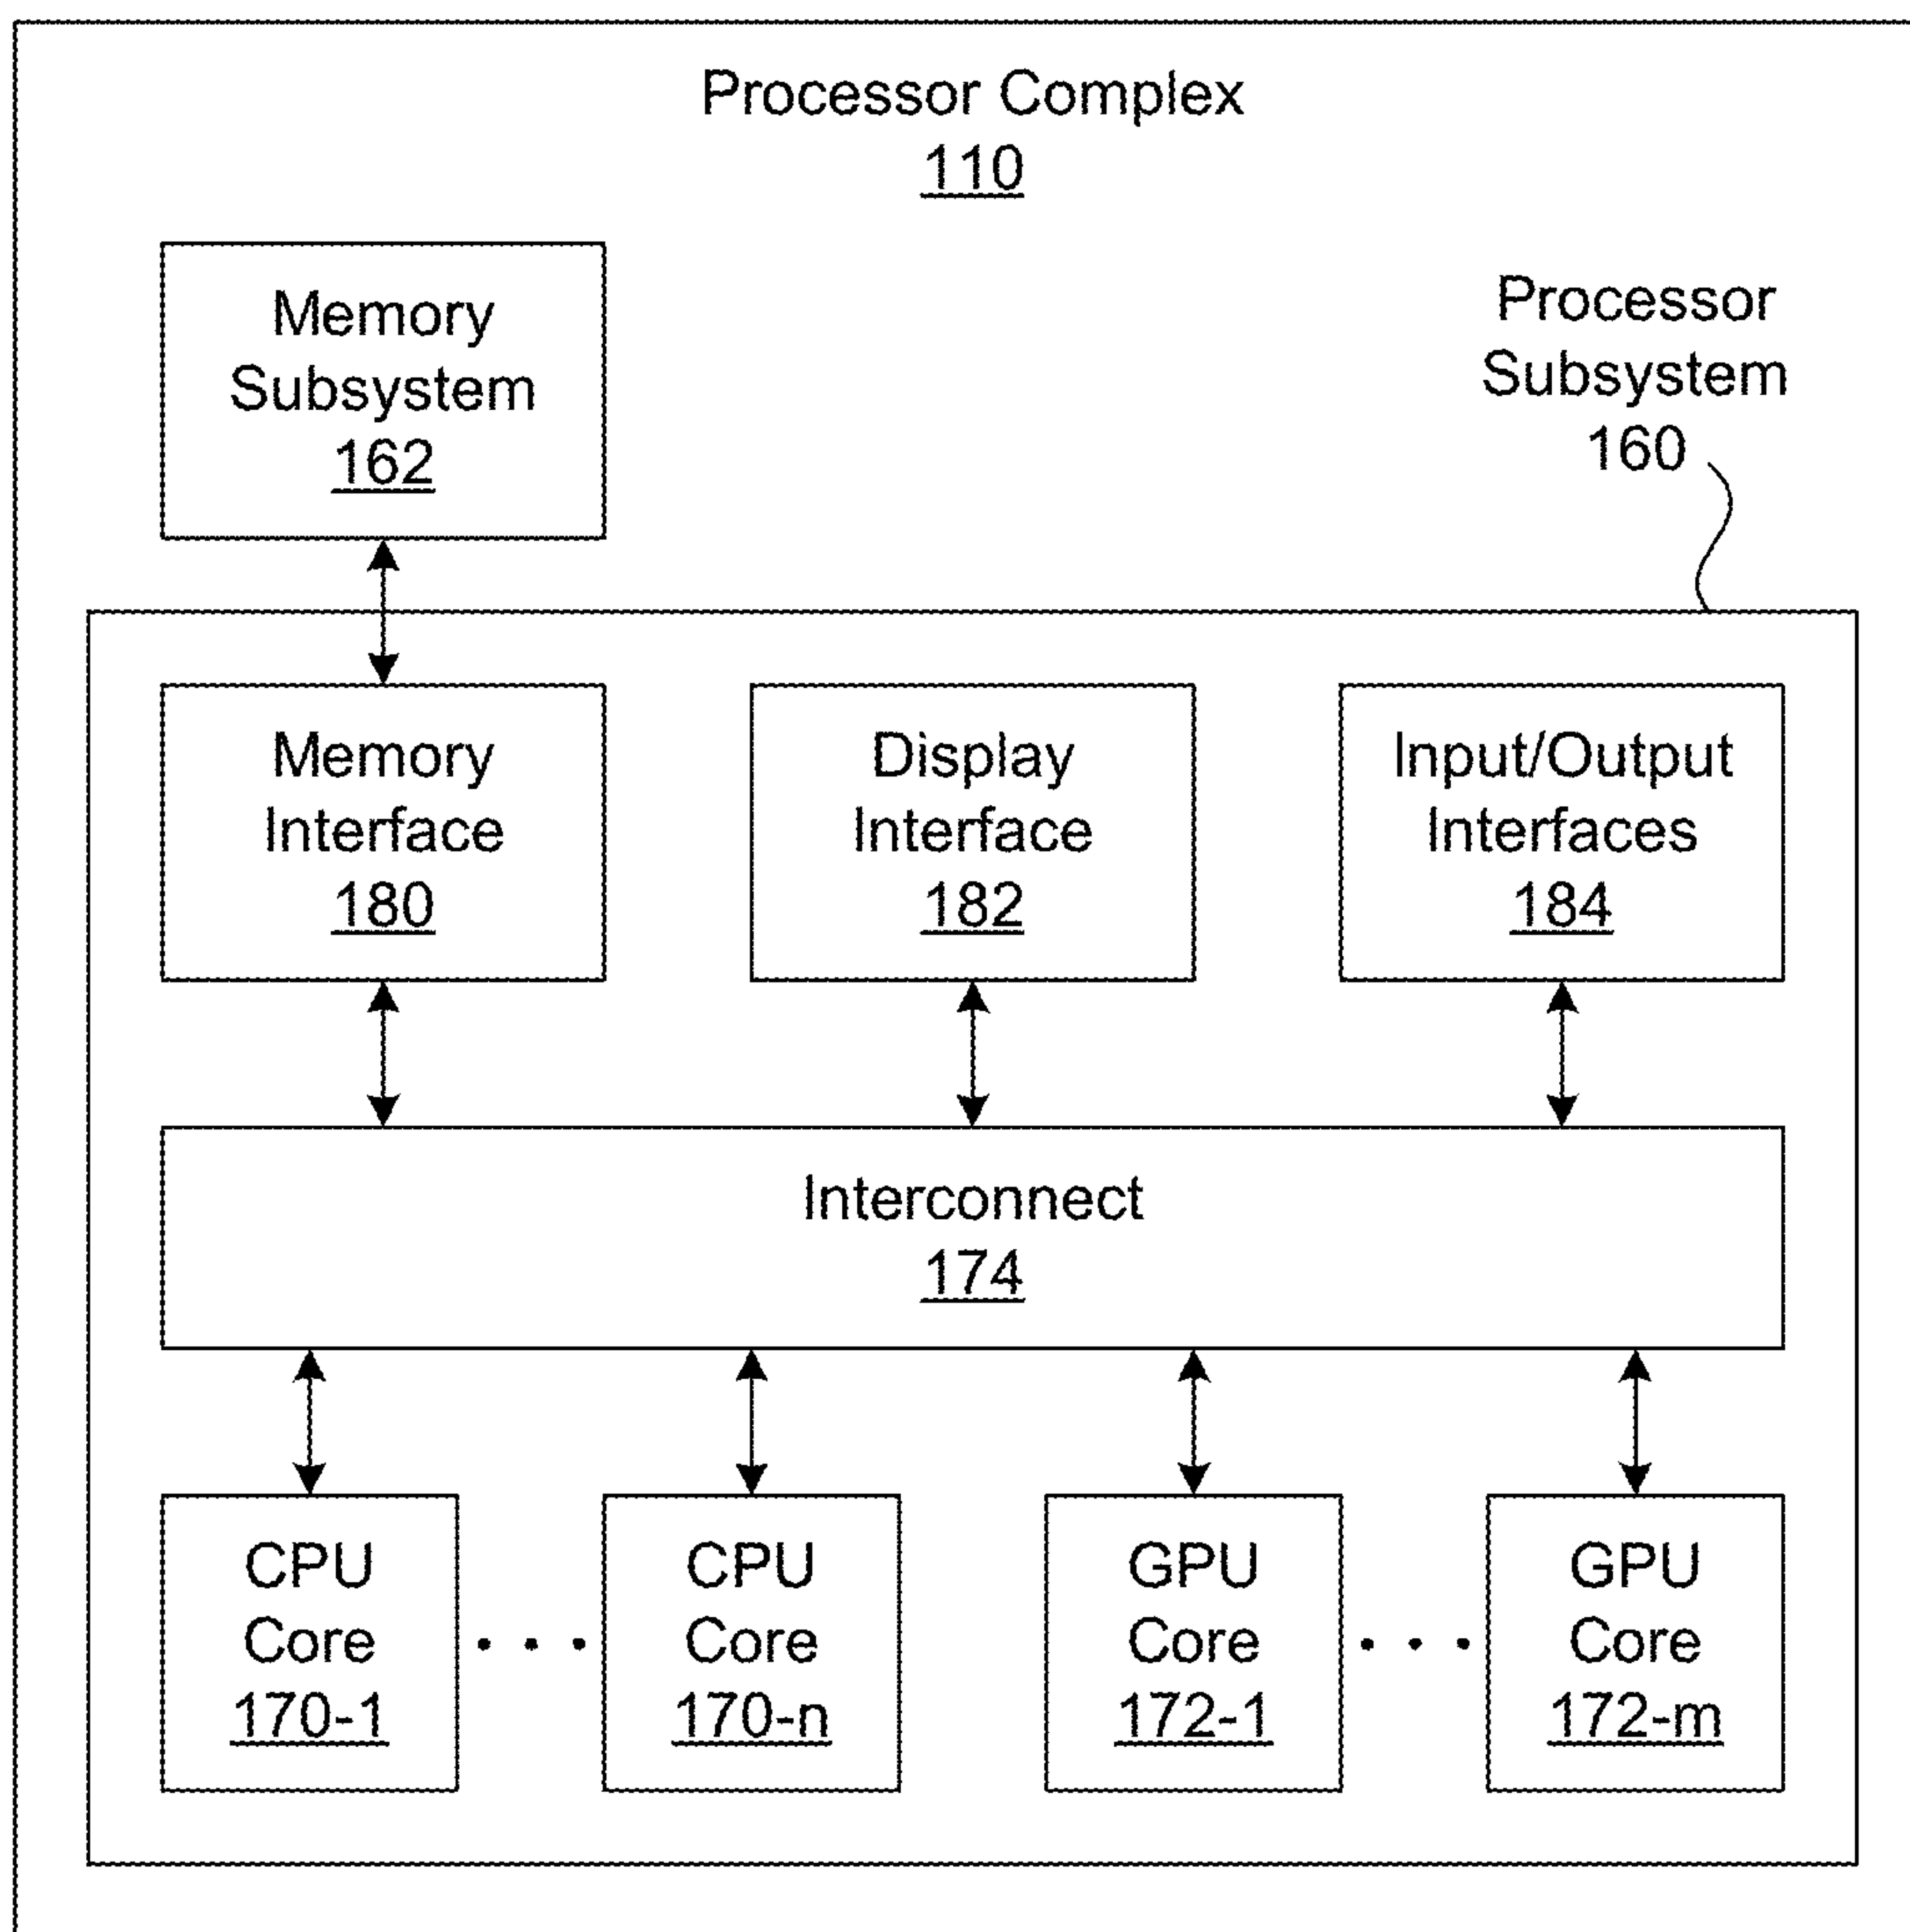 Processor Complex
110
Memory
Subsystem
162
Processor
Subsystem
160
Memory
Interface
180
Display
Interface
182
Input/Output
Interfaces
184
Interconnect
174
CPU
Core
170-1
. . .
CPU
Core
170-n
GPU
Core
172-1
. . .
GPU
Core
172-m